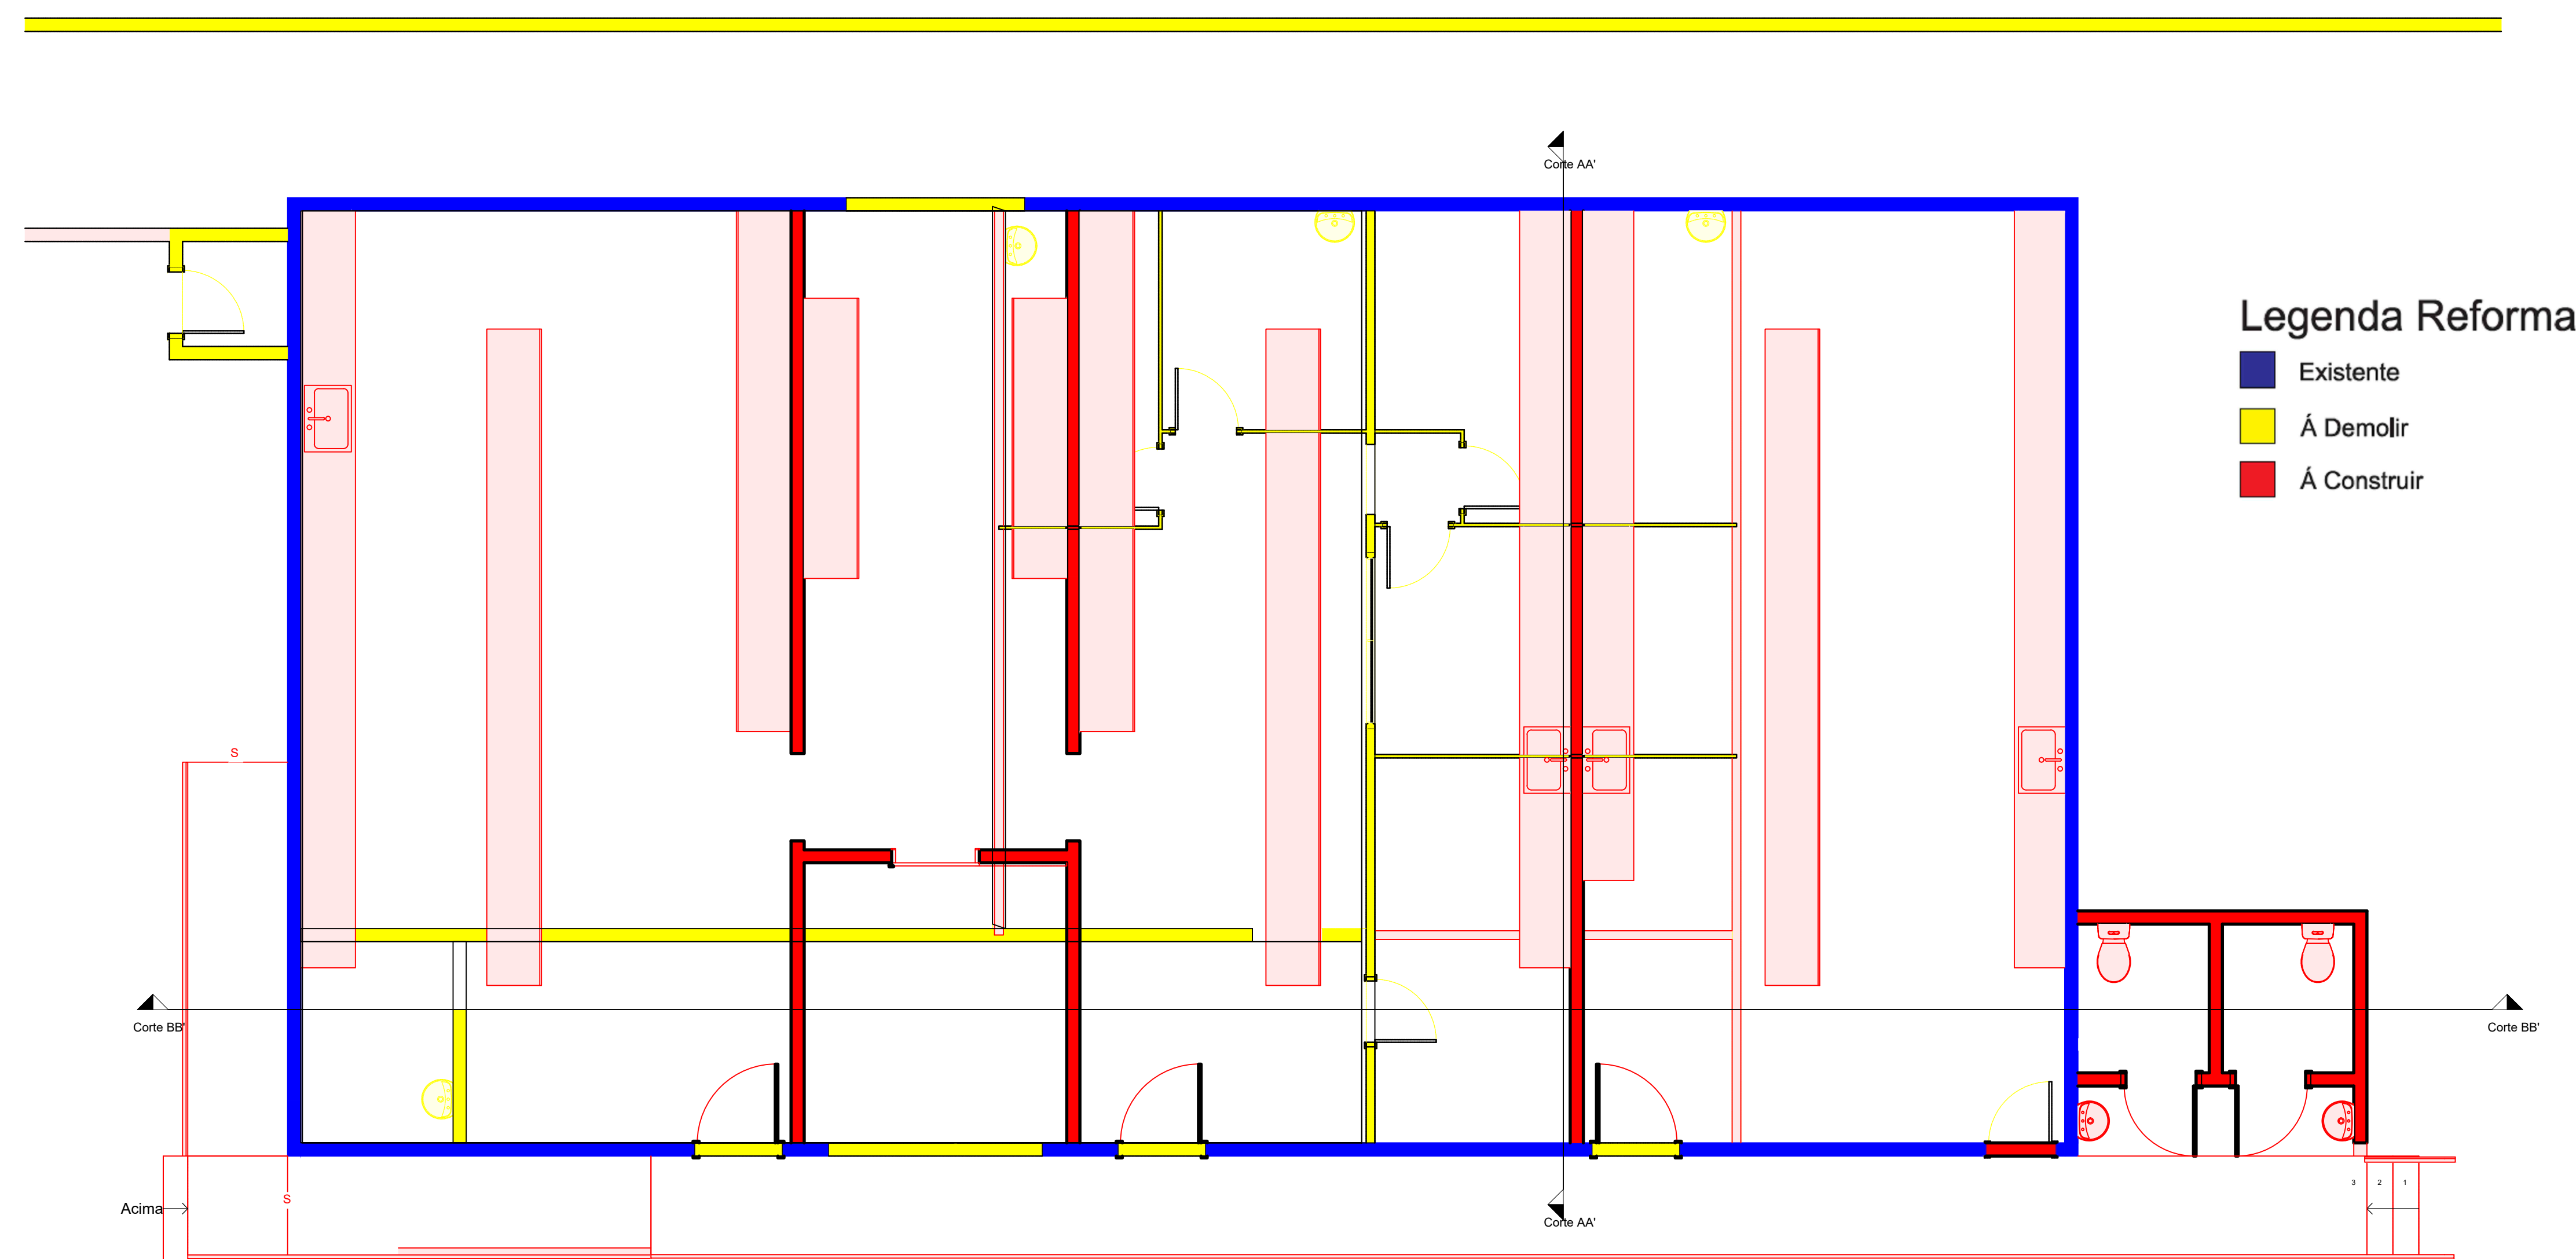 Corte AA'
Legenda Reforma
Existente
Á Demolir
Á Construir
S
Corte BB'
Corte BB'
3 2 1
S
Acima
Corte AA'